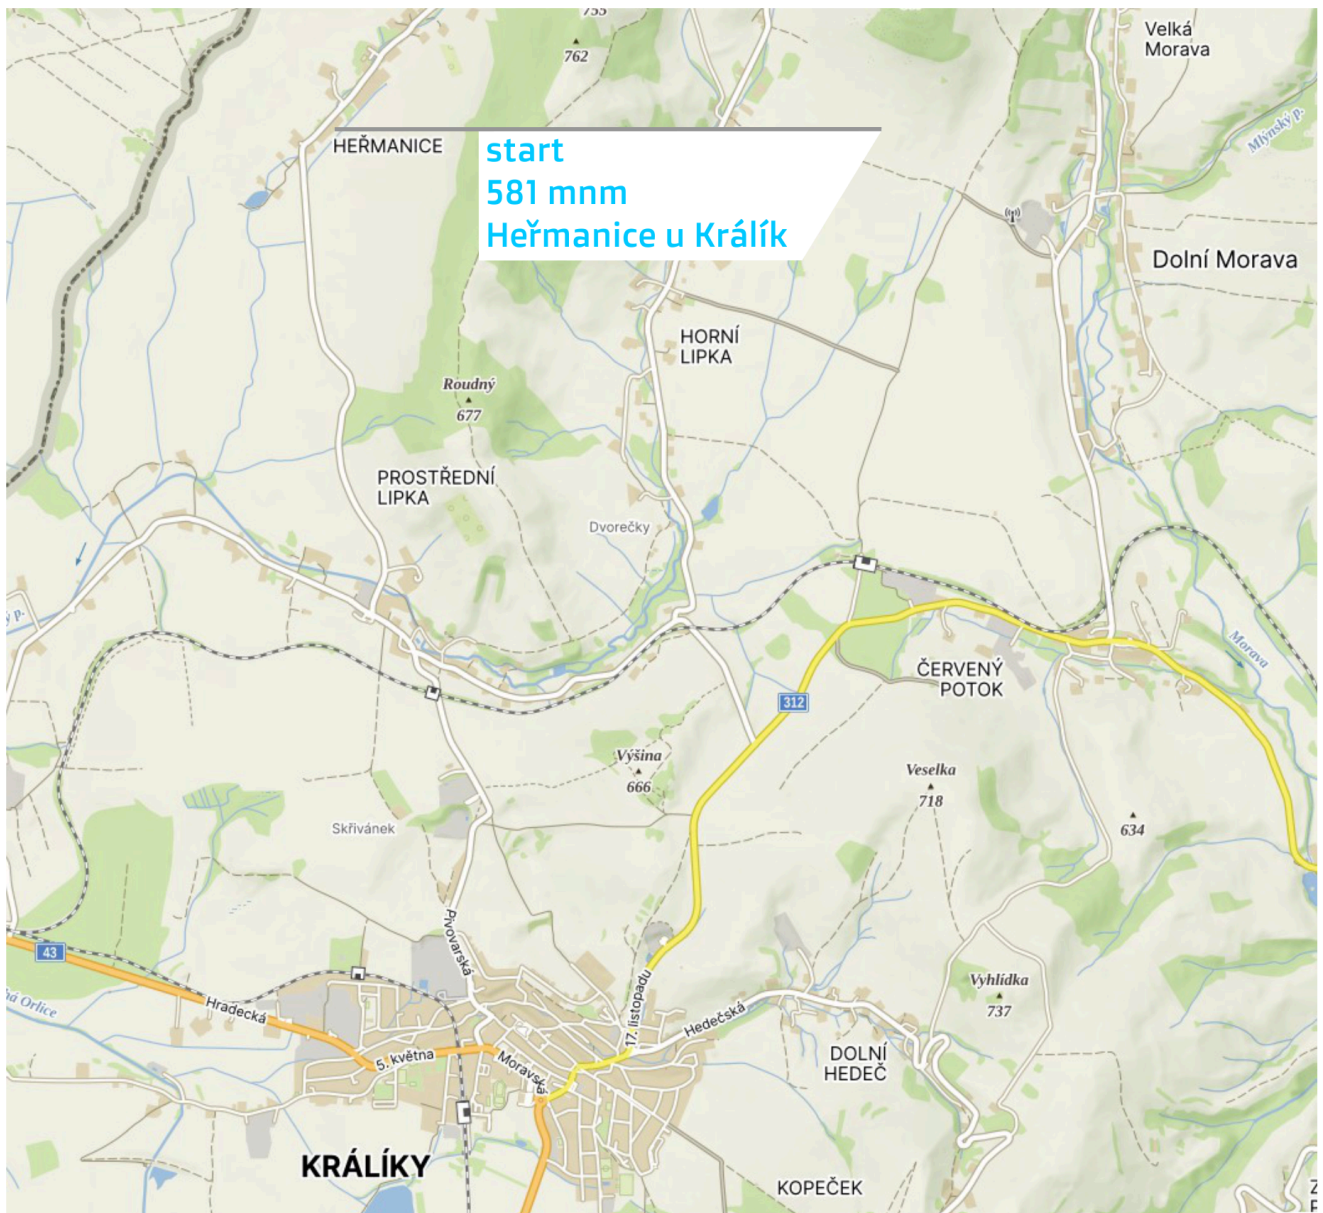 755
762
Velká
Morava
Mlýnský p.
HEŘMANICE
start
581 mnm
Heřmanice u Králík
Dolní Morava
HORNÍ
LIPKA
Roudný
677
PROSTŘEDNÍ
LIPKA
Dvorečky
ý p.
Morava
ČERVENÝ
POTOK
312
Výšina
666
Veselka
718
634
Skřivánek
Pivovarská
43
Vyhlídka
737
há Orlice
Hradecká
17. listopadu
Hedečská
5. května
Moravská
DOLNÍ
HEDEČ
KRÁLÍKY
KOPEČEK